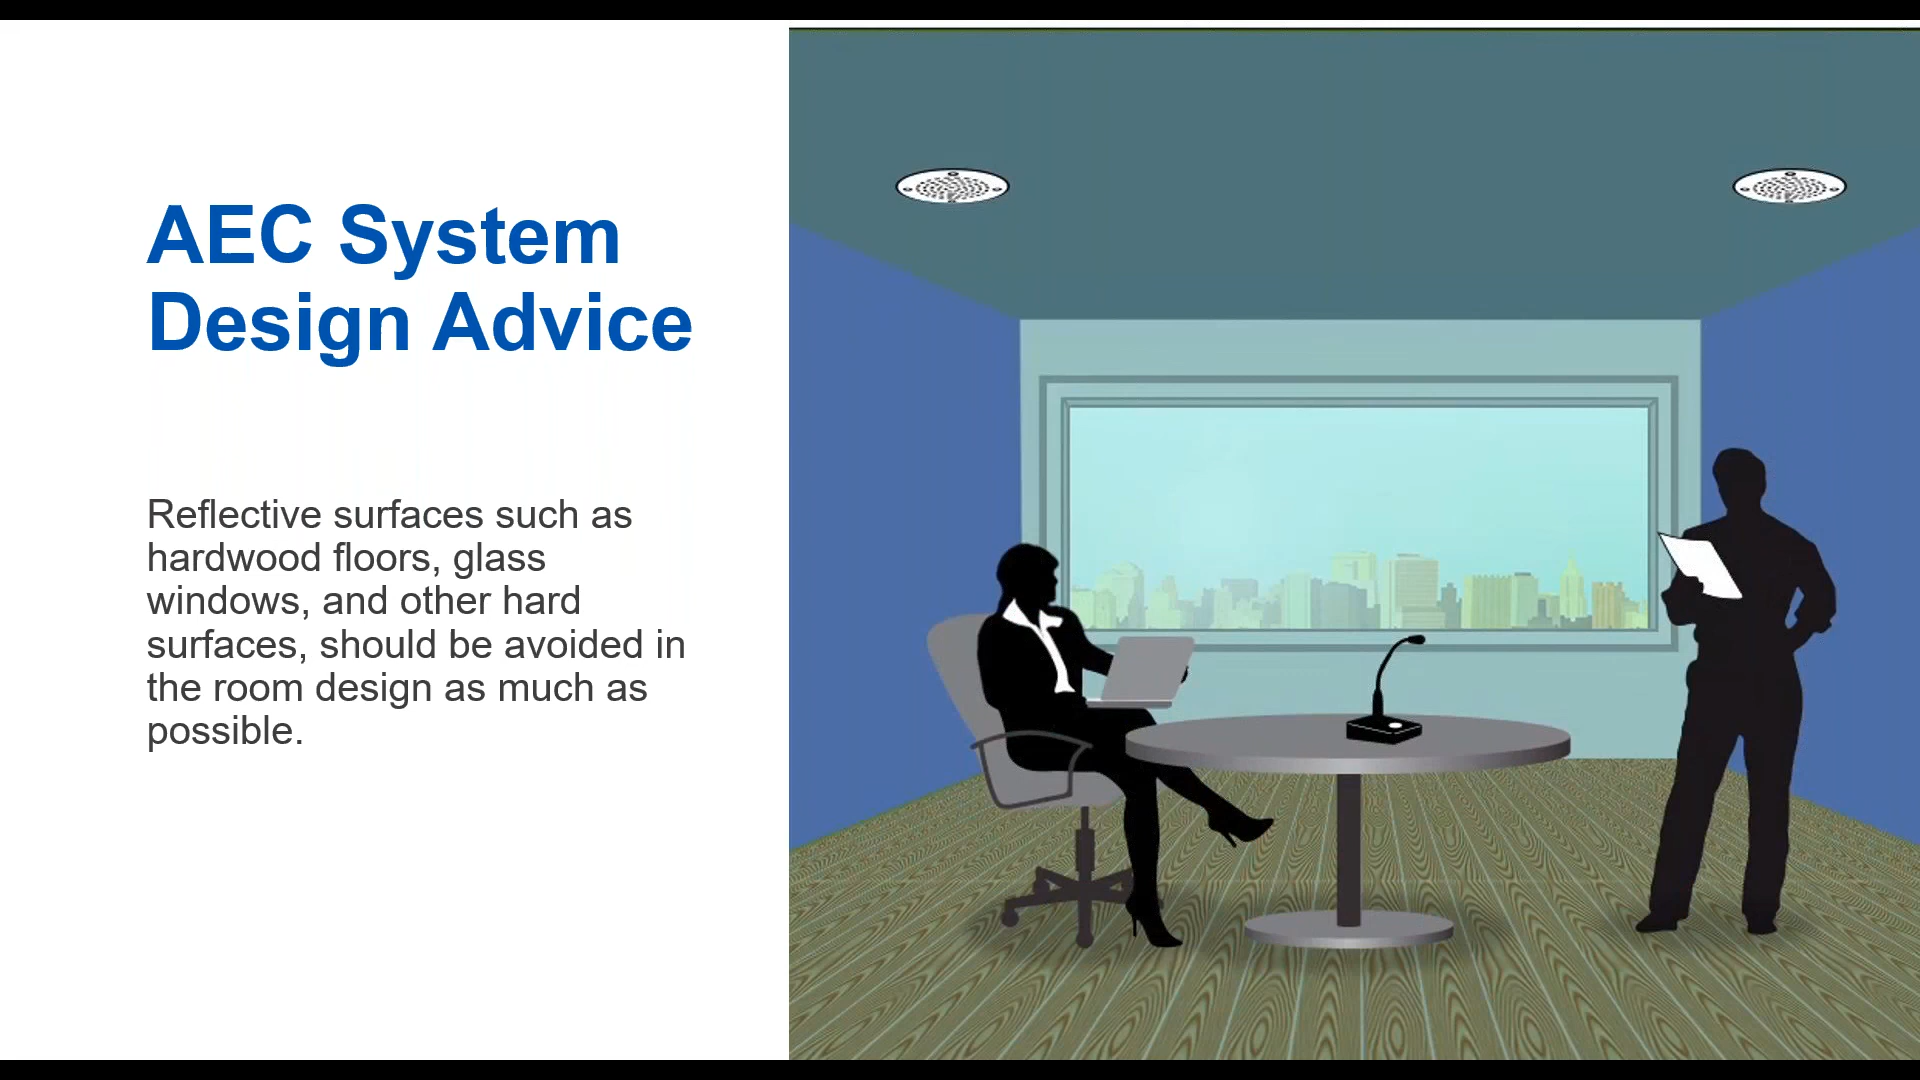 AEC System
Design Advice
Reflective surfaces such as
hardwood floors, glass
windows, and other hard
surfaces, should be avoided in
the room design as much as
possible.